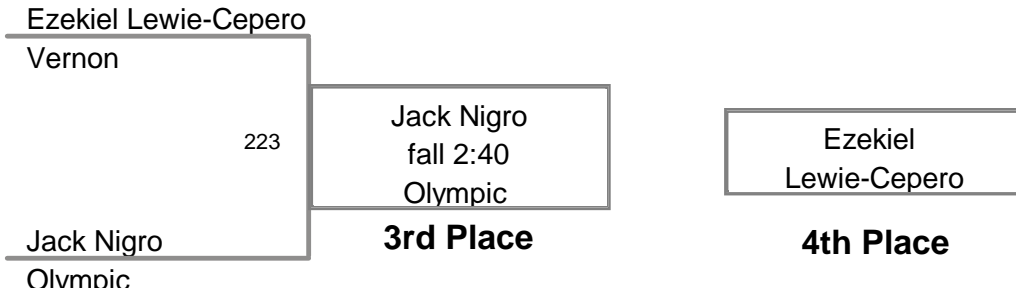 Ezekiel Lewie-Cepero
Vernon
223
Jack Nigro
fall 2:40
Olympic
3rd Place
Ezekiel
Lewie-Cepero
4th Place
Jack Nigro
Olympic